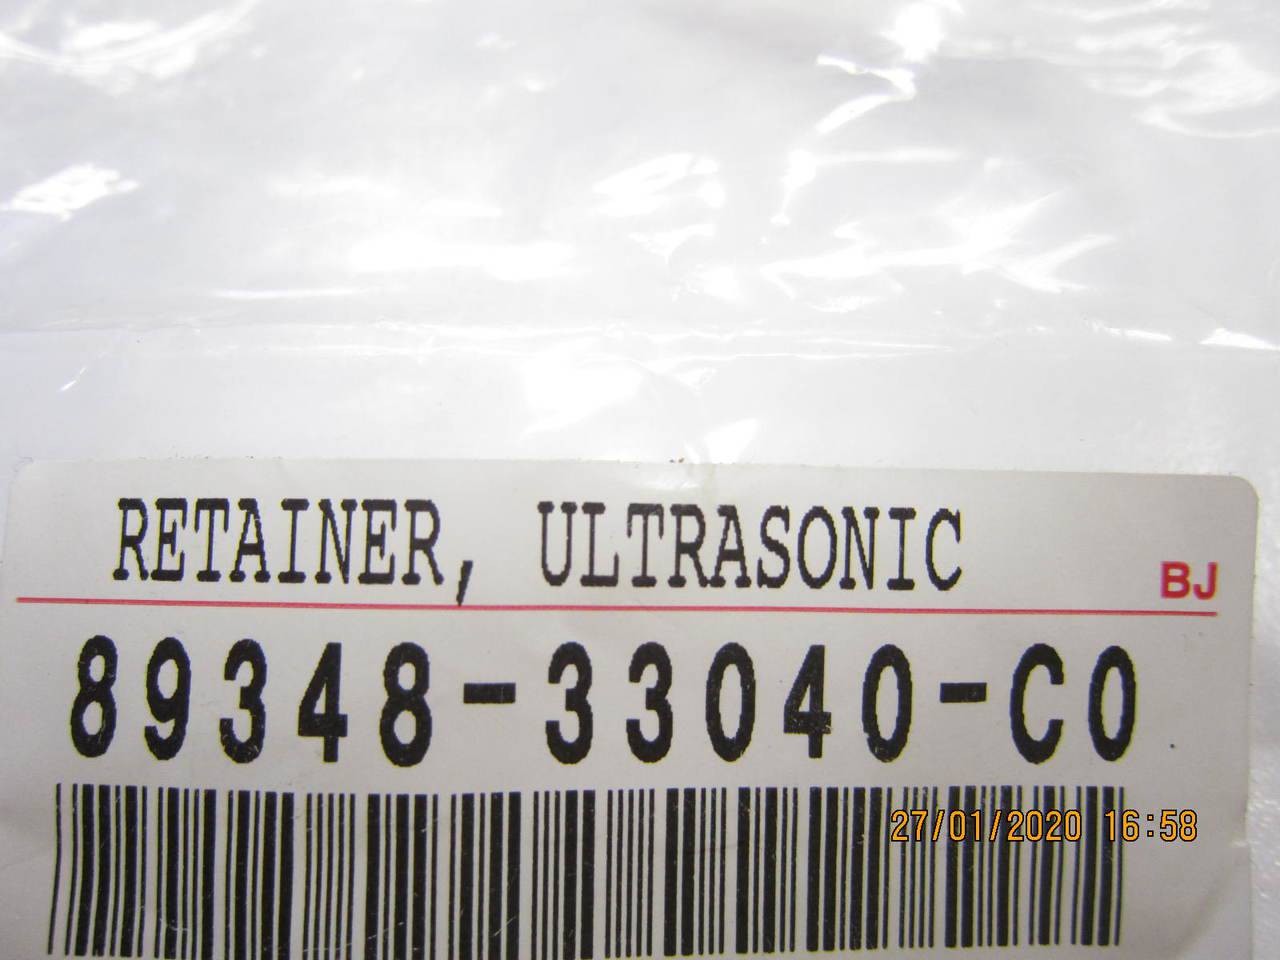 RETAINER, ULTRASONIC
BJ
89348-33040-C0
27/01/2020 16:58